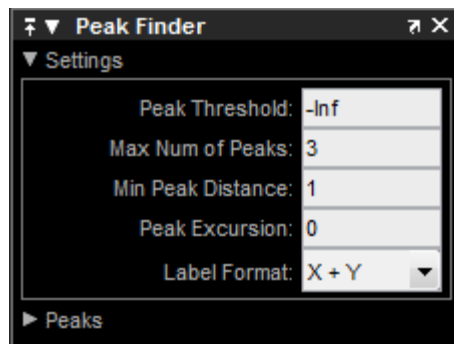 Peak Finder
Settings
Peak Threshold: -Inf
Max Num of Peaks: 3
Min Peak Distance: 1
Peak Excursion: 0
Label Format: X + Y
Peaks